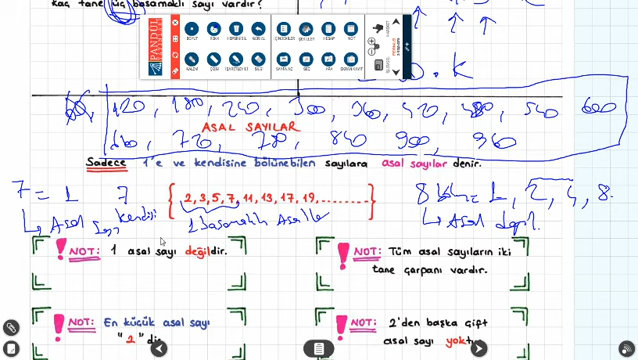 kaç tane üç basamaklı sayı vardır?
PANDÜL
60, 120, 180, 240, 300, 360, 420, 480, 540, 600
660, 720, 780, 840, 900, 960
ASAL SAYILAR
Sadece 1'e ve kendisine bölünebilen sayılara asal sayılar denir.
7 = 1 7
kendisi
↳ Asal Sayı
{ 2, 3, 5, 7, 11, 13, 17, 19, ......... }
1 Basamaklı Asallar
8 = 1, 2, 4, 8.
↳ Asal değil.
! NOT: 1 asal sayı değildir.
! NOT: Tüm asal sayıların iki
tane çarpanı vardır.
! NOT: En küçük asal sayı
"2" dir
! NOT: 2'den başka çift
asal sayı yoktur